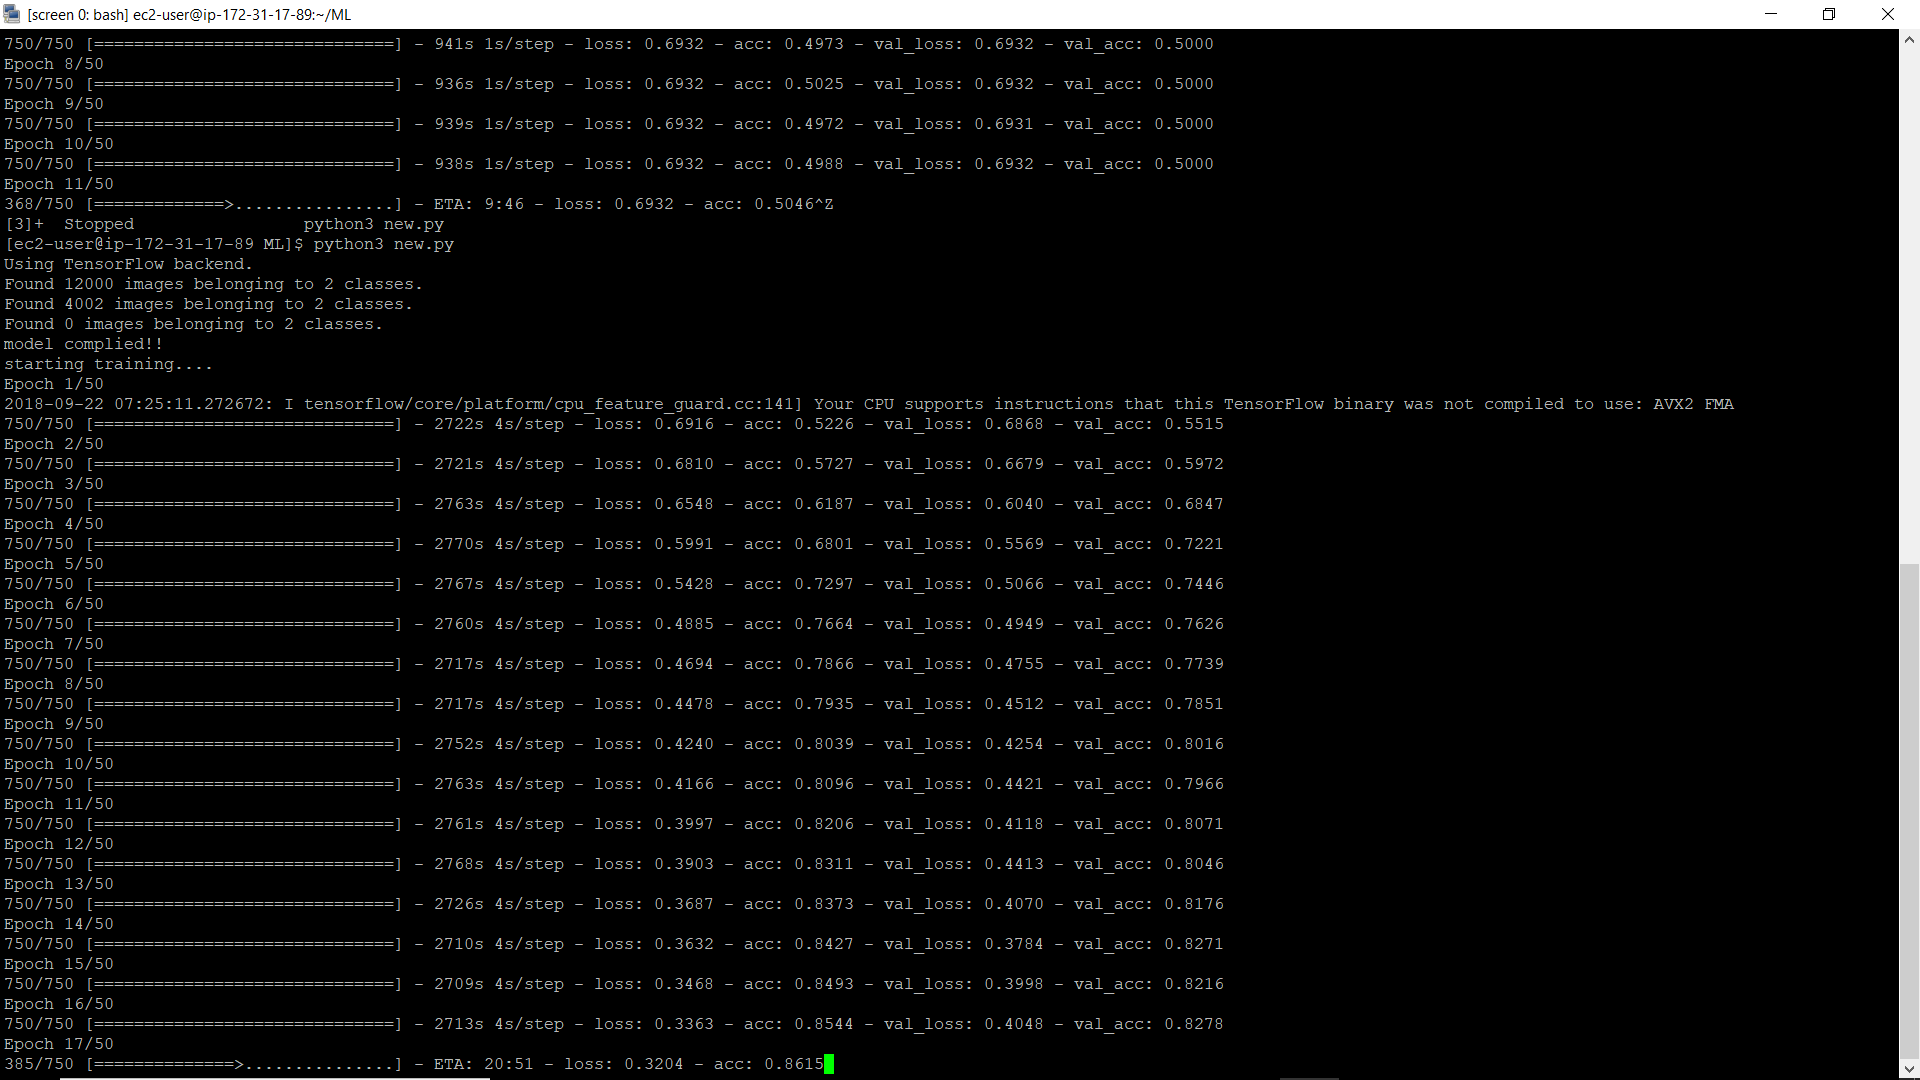 [screen 0: bash] ec2-user@ip-172-31-17-89:~/ML
750/750 [==============================] - 941s 1s/step - loss: 0.6932 - acc: 0.4973 - val_loss: 0.6932 - val_acc: 0.5000
Epoch 8/50
750/750 [==============================] - 936s 1s/step - loss: 0.6932 - acc: 0.5025 - val_loss: 0.6932 - val_acc: 0.5000
Epoch 9/50
750/750 [==============================] - 939s 1s/step - loss: 0.6932 - acc: 0.4972 - val_loss: 0.6931 - val_acc: 0.5000
Epoch 10/50
750/750 [==============================] - 938s 1s/step - loss: 0.6932 - acc: 0.4988 - val_loss: 0.6932 - val_acc: 0.5000
Epoch 11/50
368/750 [=============>................] - ETA: 9:46 - loss: 0.6932 - acc: 0.5046^Z
[3]+  Stopped                 python3 new.py
[ec2-user@ip-172-31-17-89 ML]$ python3 new.py
Using TensorFlow backend.
Found 12000 images belonging to 2 classes.
Found 4002 images belonging to 2 classes.
Found 0 images belonging to 2 classes.
model complied!!
starting training....
Epoch 1/50
2018-09-22 07:25:11.272672: I tensorflow/core/platform/cpu_feature_guard.cc:141] Your CPU supports instructions that this TensorFlow binary was not compiled to use: AVX2 FMA
750/750 [==============================] - 2722s 4s/step - loss: 0.6916 - acc: 0.5226 - val_loss: 0.6868 - val_acc: 0.5515
Epoch 2/50
750/750 [==============================] - 2721s 4s/step - loss: 0.6810 - acc: 0.5727 - val_loss: 0.6679 - val_acc: 0.5972
Epoch 3/50
750/750 [==============================] - 2763s 4s/step - loss: 0.6548 - acc: 0.6187 - val_loss: 0.6040 - val_acc: 0.6847
Epoch 4/50
750/750 [==============================] - 2770s 4s/step - loss: 0.5991 - acc: 0.6801 - val_loss: 0.5569 - val_acc: 0.7221
Epoch 5/50
750/750 [==============================] - 2767s 4s/step - loss: 0.5428 - acc: 0.7297 - val_loss: 0.5066 - val_acc: 0.7446
Epoch 6/50
750/750 [==============================] - 2760s 4s/step - loss: 0.4885 - acc: 0.7664 - val_loss: 0.4949 - val_acc: 0.7626
Epoch 7/50
750/750 [==============================] - 2717s 4s/step - loss: 0.4694 - acc: 0.7866 - val_loss: 0.4755 - val_acc: 0.7739
Epoch 8/50
750/750 [==============================] - 2717s 4s/step - loss: 0.4478 - acc: 0.7935 - val_loss: 0.4512 - val_acc: 0.7851
Epoch 9/50
750/750 [==============================] - 2752s 4s/step - loss: 0.4240 - acc: 0.8039 - val_loss: 0.4254 - val_acc: 0.8016
Epoch 10/50
750/750 [==============================] - 2763s 4s/step - loss: 0.4166 - acc: 0.8096 - val_loss: 0.4421 - val_acc: 0.7966
Epoch 11/50
750/750 [==============================] - 2761s 4s/step - loss: 0.3997 - acc: 0.8206 - val_loss: 0.4118 - val_acc: 0.8071
Epoch 12/50
750/750 [==============================] - 2768s 4s/step - loss: 0.3903 - acc: 0.8311 - val_loss: 0.4413 - val_acc: 0.8046
Epoch 13/50
750/750 [==============================] - 2726s 4s/step - loss: 0.3687 - acc: 0.8373 - val_loss: 0.4070 - val_acc: 0.8176
Epoch 14/50
750/750 [==============================] - 2710s 4s/step - loss: 0.3632 - acc: 0.8427 - val_loss: 0.3784 - val_acc: 0.8271
Epoch 15/50
750/750 [==============================] - 2709s 4s/step - loss: 0.3468 - acc: 0.8493 - val_loss: 0.3998 - val_acc: 0.8216
Epoch 16/50
750/750 [==============================] - 2713s 4s/step - loss: 0.3363 - acc: 0.8544 - val_loss: 0.4048 - val_acc: 0.8278
Epoch 17/50
385/750 [==============>...............] - ETA: 20:51 - loss: 0.3204 - acc: 0.8615